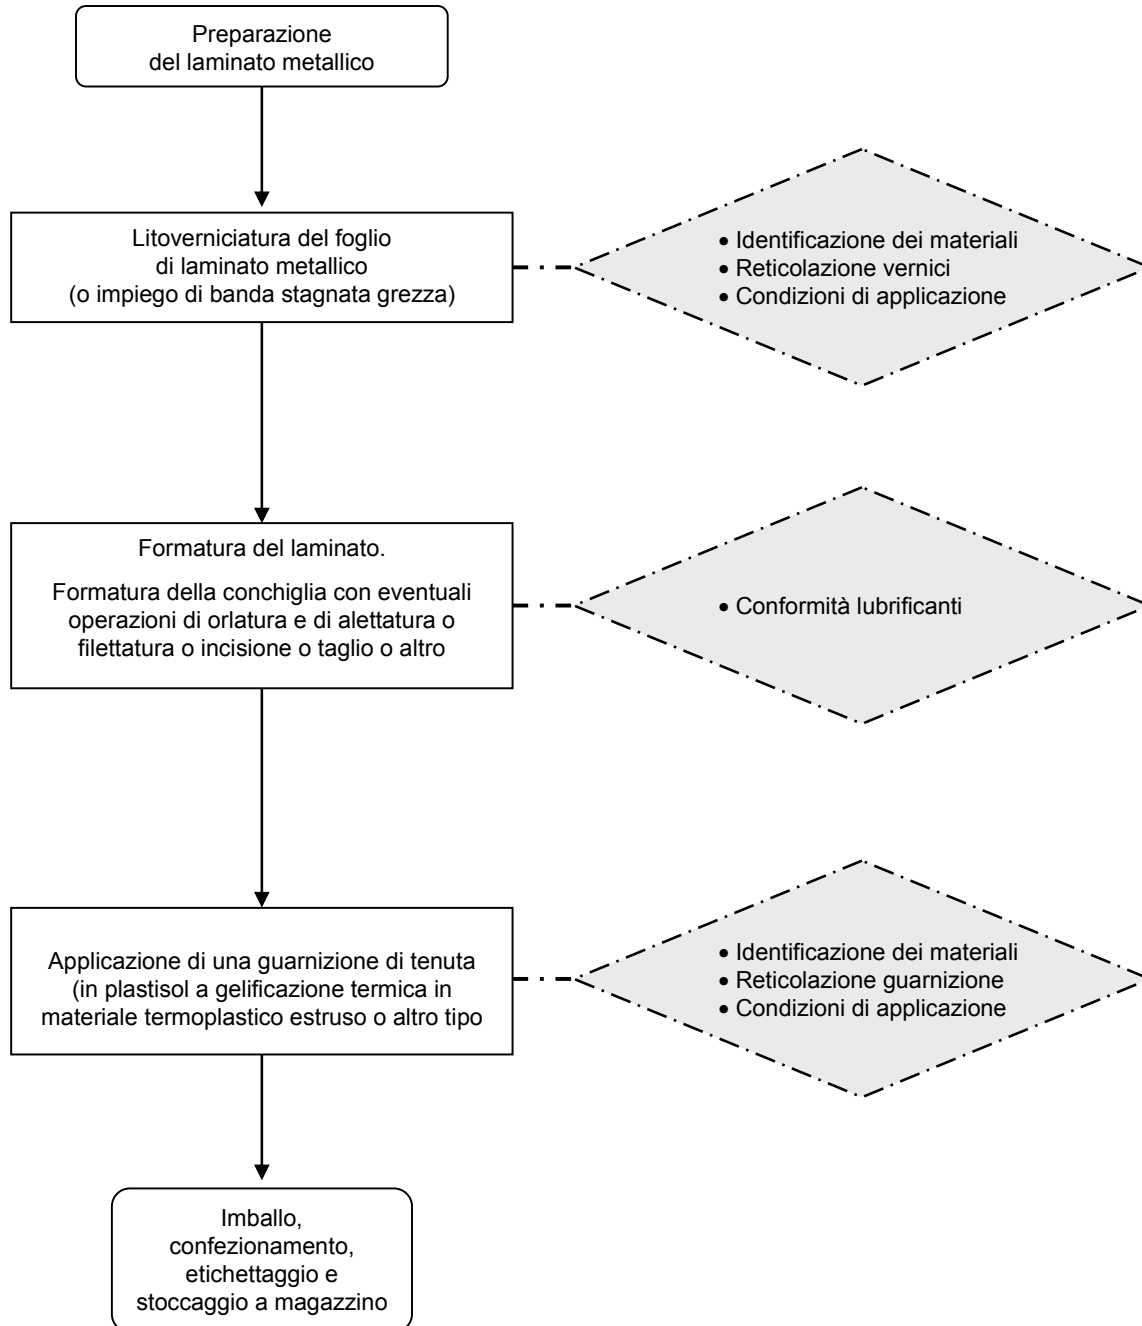 Preparazione
del laminato metallico
Litoverniciatura del foglio
di laminato metallico
(o impiego di banda stagnata grezza)
• Identificazione dei materiali
• Reticolazione vernici
• Condizioni di applicazione
Formatura del laminato.
Formatura della conchiglia con eventuali
operazioni di orlatura e di alettatura o
filettatura o incisione o taglio o altro
• Conformità lubrificanti
Applicazione di una guarnizione di tenuta
(in plastisol a gelificazione termica in
materiale termoplastico estruso o altro tipo
• Identificazione dei materiali
• Reticolazione guarnizione
• Condizioni di applicazione
Imballo,
confezionamento,
etichettaggio e
stoccaggio a magazzino